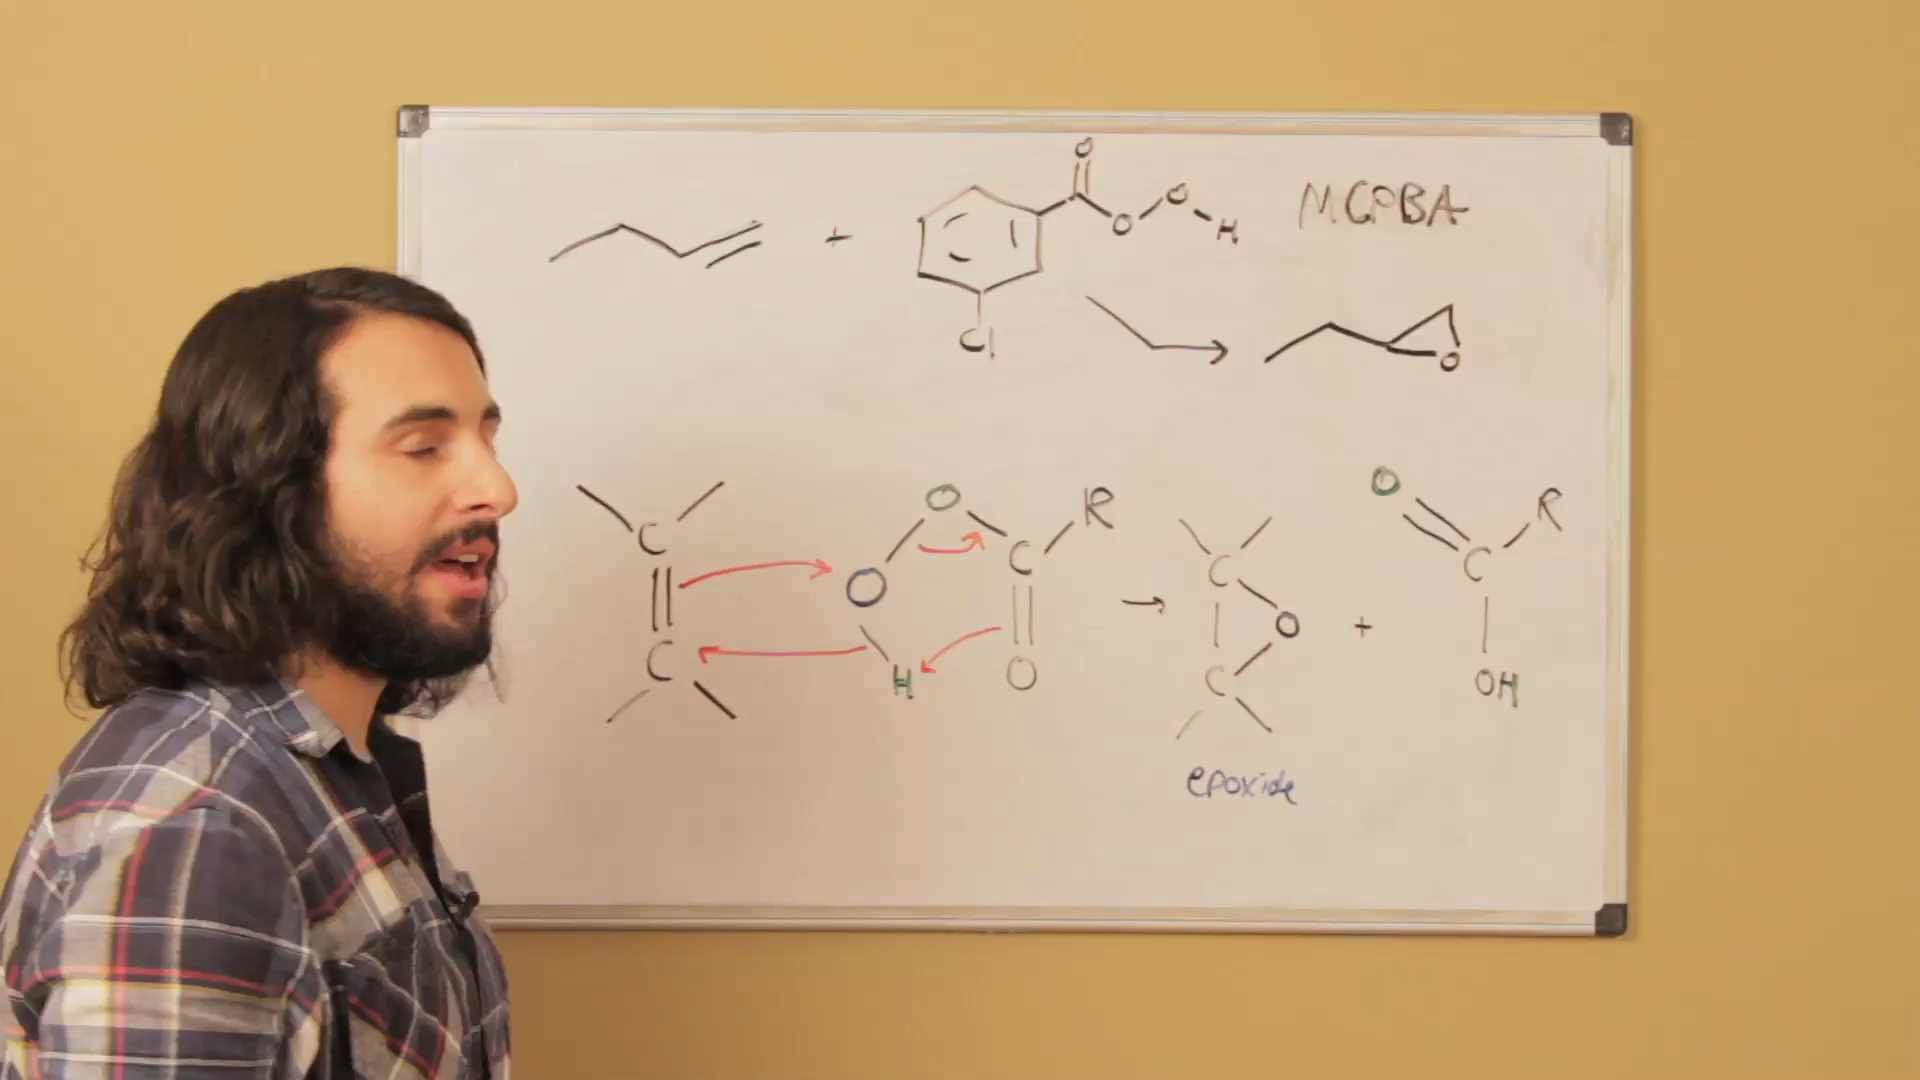 O
+ O O H MCPBA
Cl
O
O O R
C O C R C C
O → O +
C H O C OH
epoxide